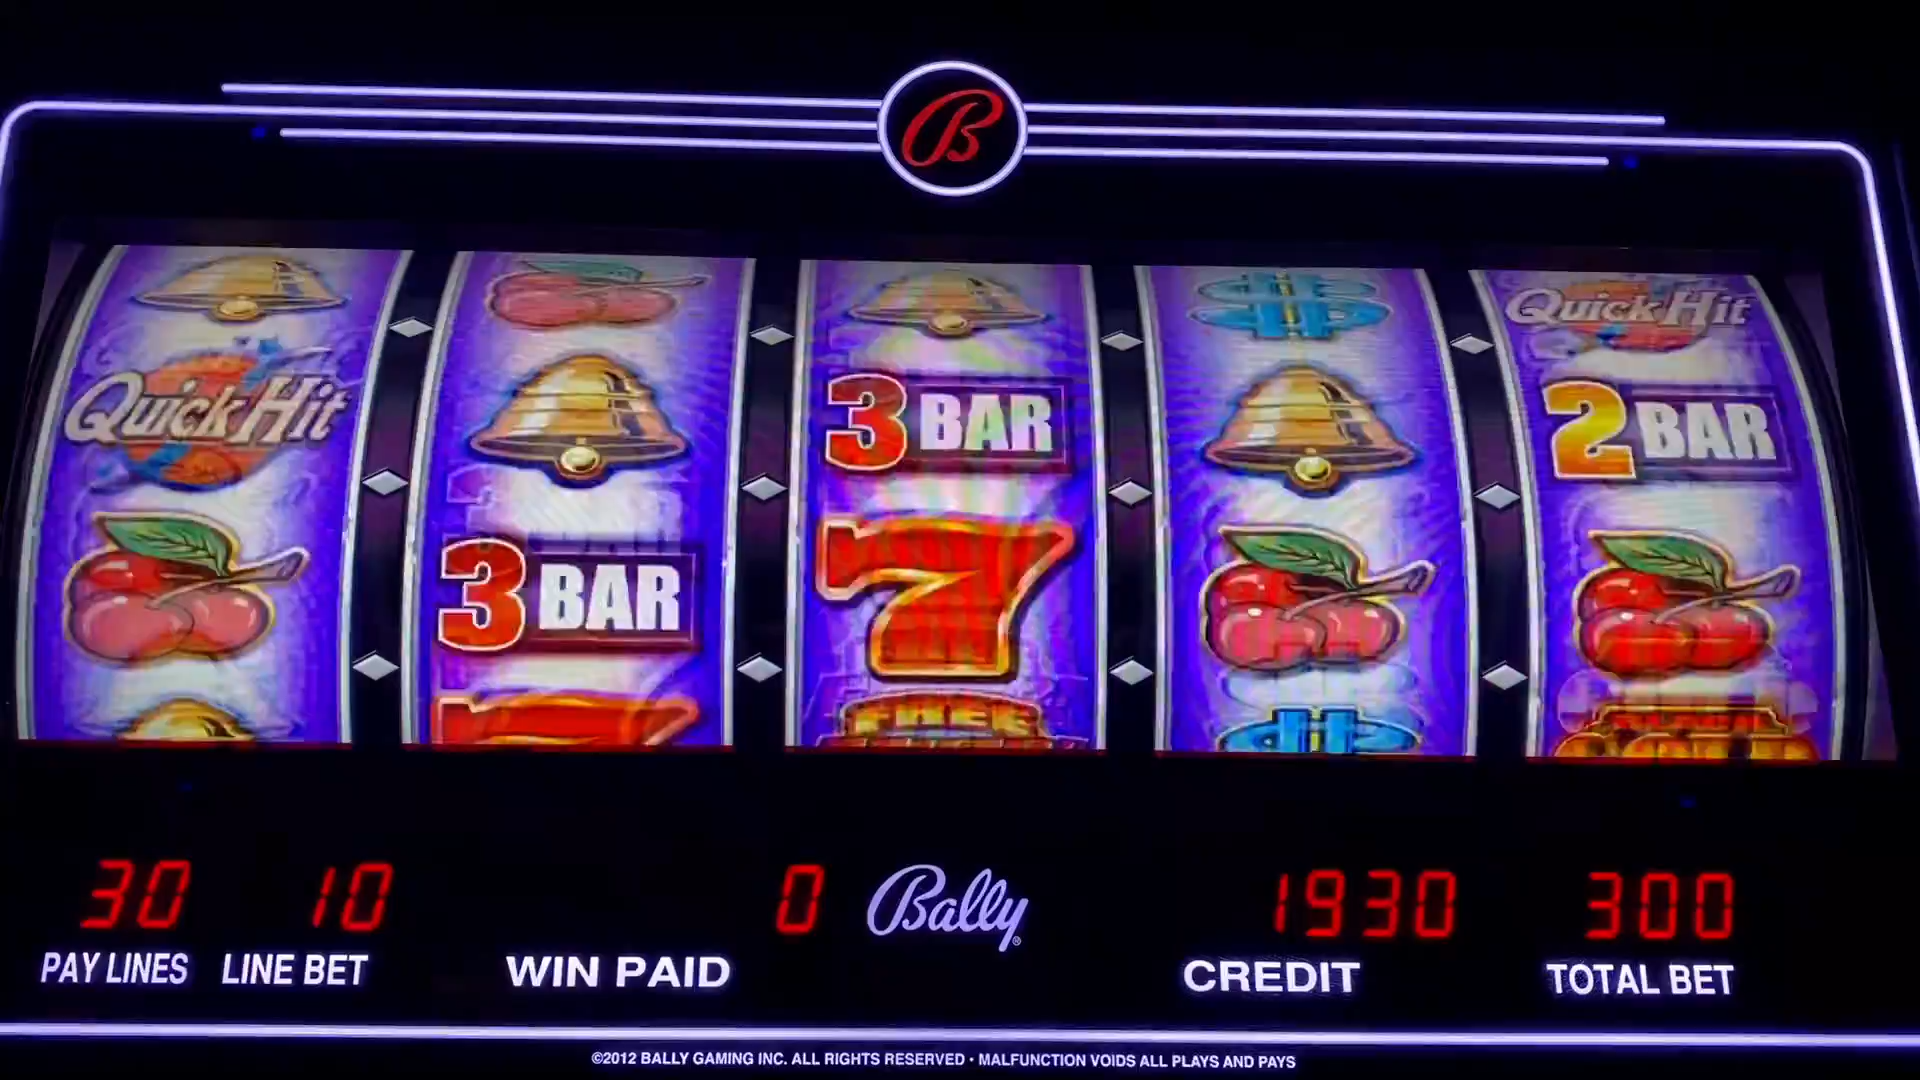 B
Quick Hit
Quick Hit
3 BAR
2 BAR
3 BAR
7
FREE
30
10
0
Bally
1930
300
PAY LINES
LINE BET
WIN PAID
CREDIT
TOTAL BET
©2012 BALLY GAMING INC. ALL RIGHTS RESERVED · MALFUNCTION VOIDS ALL PLAYS AND PAYS